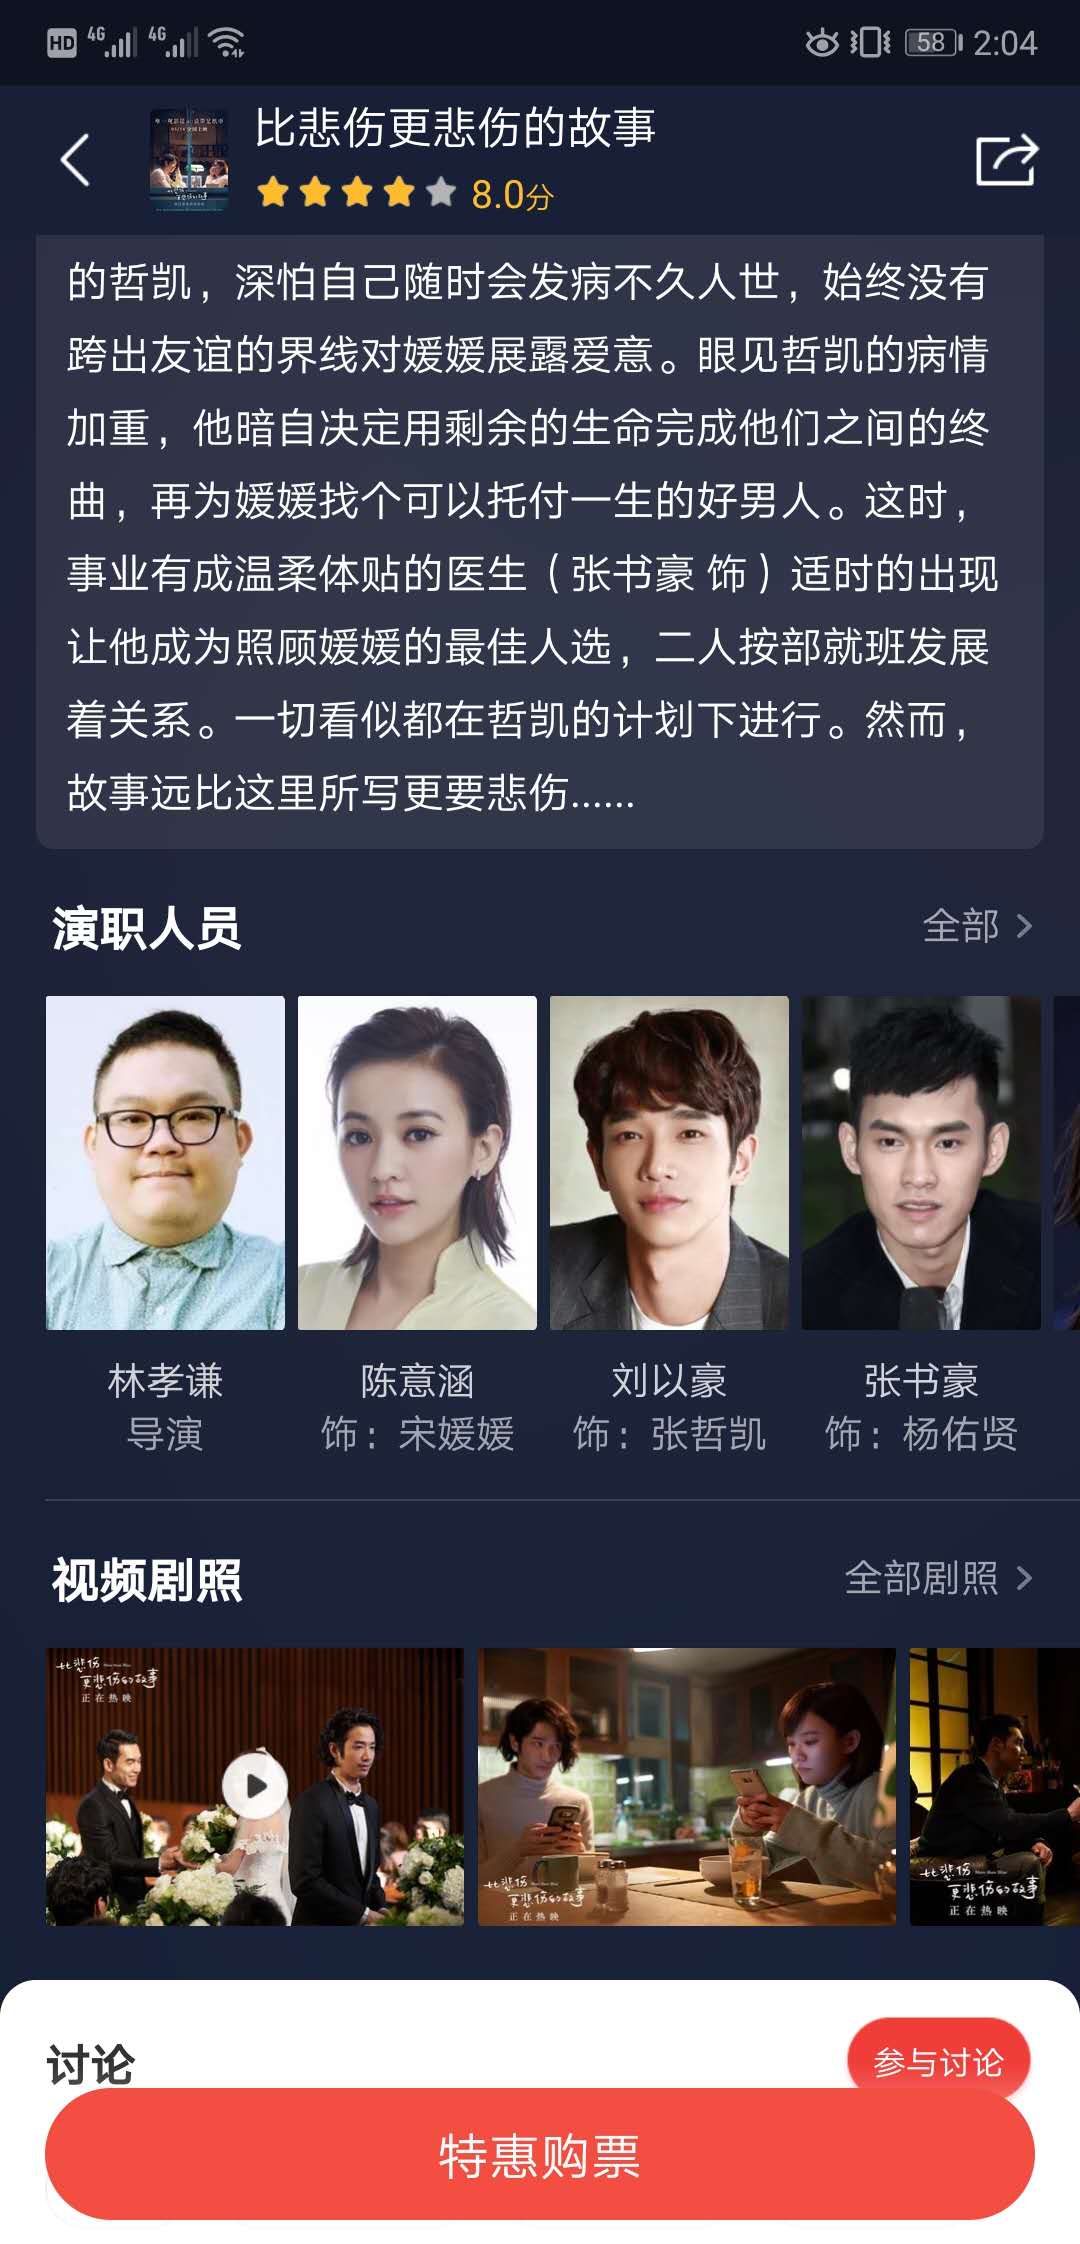 HD 4G 4G 58 2:04
比悲伤更悲伤的故事
8.0分
的哲凯，深怕自己随时会发病不久人世，始终没有
跨出友谊的界线对媛媛展露爱意。眼见哲凯的病情
加重，他暗自决定用剩余的生命完成他们之间的终
曲，再为媛媛找个可以托付一生的好男人。这时，
事业有成温柔体贴的医生（张书豪 饰）适时的出现
让他成为照顾媛媛的最佳人选，二人按部就班发展
着关系。一切看似都在哲凯的计划下进行。然而，
故事远比这里所写更要悲伤……
演职人员 全部
林孝谦 陈意涵 刘以豪 张书豪
导演 饰：宋媛媛 饰：张哲凯 饰：杨佑贤
视频剧照 全部剧照
比悲伤
更悲伤的故事
正在热映
比悲伤
更悲伤的故事
正在热映
比悲伤
更悲伤的故事
正在热映
讨论 参与讨论
特惠购票